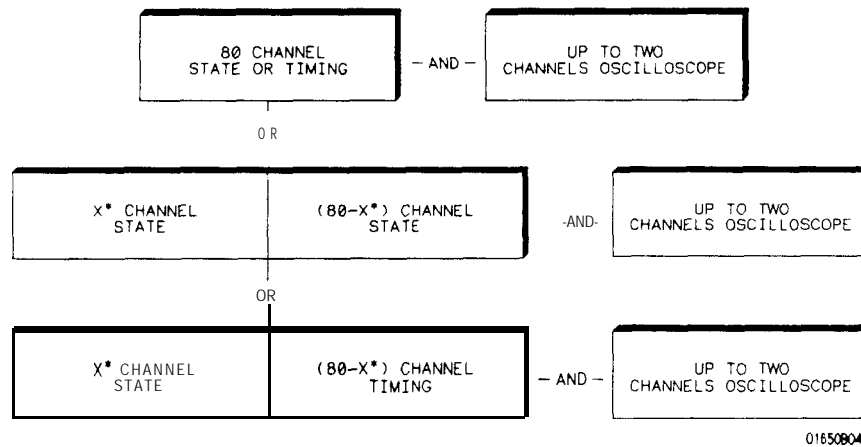 80 CHANNEL
STATE OR TIMING
- AND -
UP TO TWO
CHANNELS OSCILLOSCOPE
OR
X* CHANNEL
STATE
(80-X*) CHANNEL
STATE
-AND-
UP TO TWO
CHANNELS OSCILLOSCOPE
OR
X* CHANNEL
STATE
(80-X*) CHANNEL
TIMING
- AND -
UP TO TWO
CHANNELS OSCILLOSCOPE
01650B04